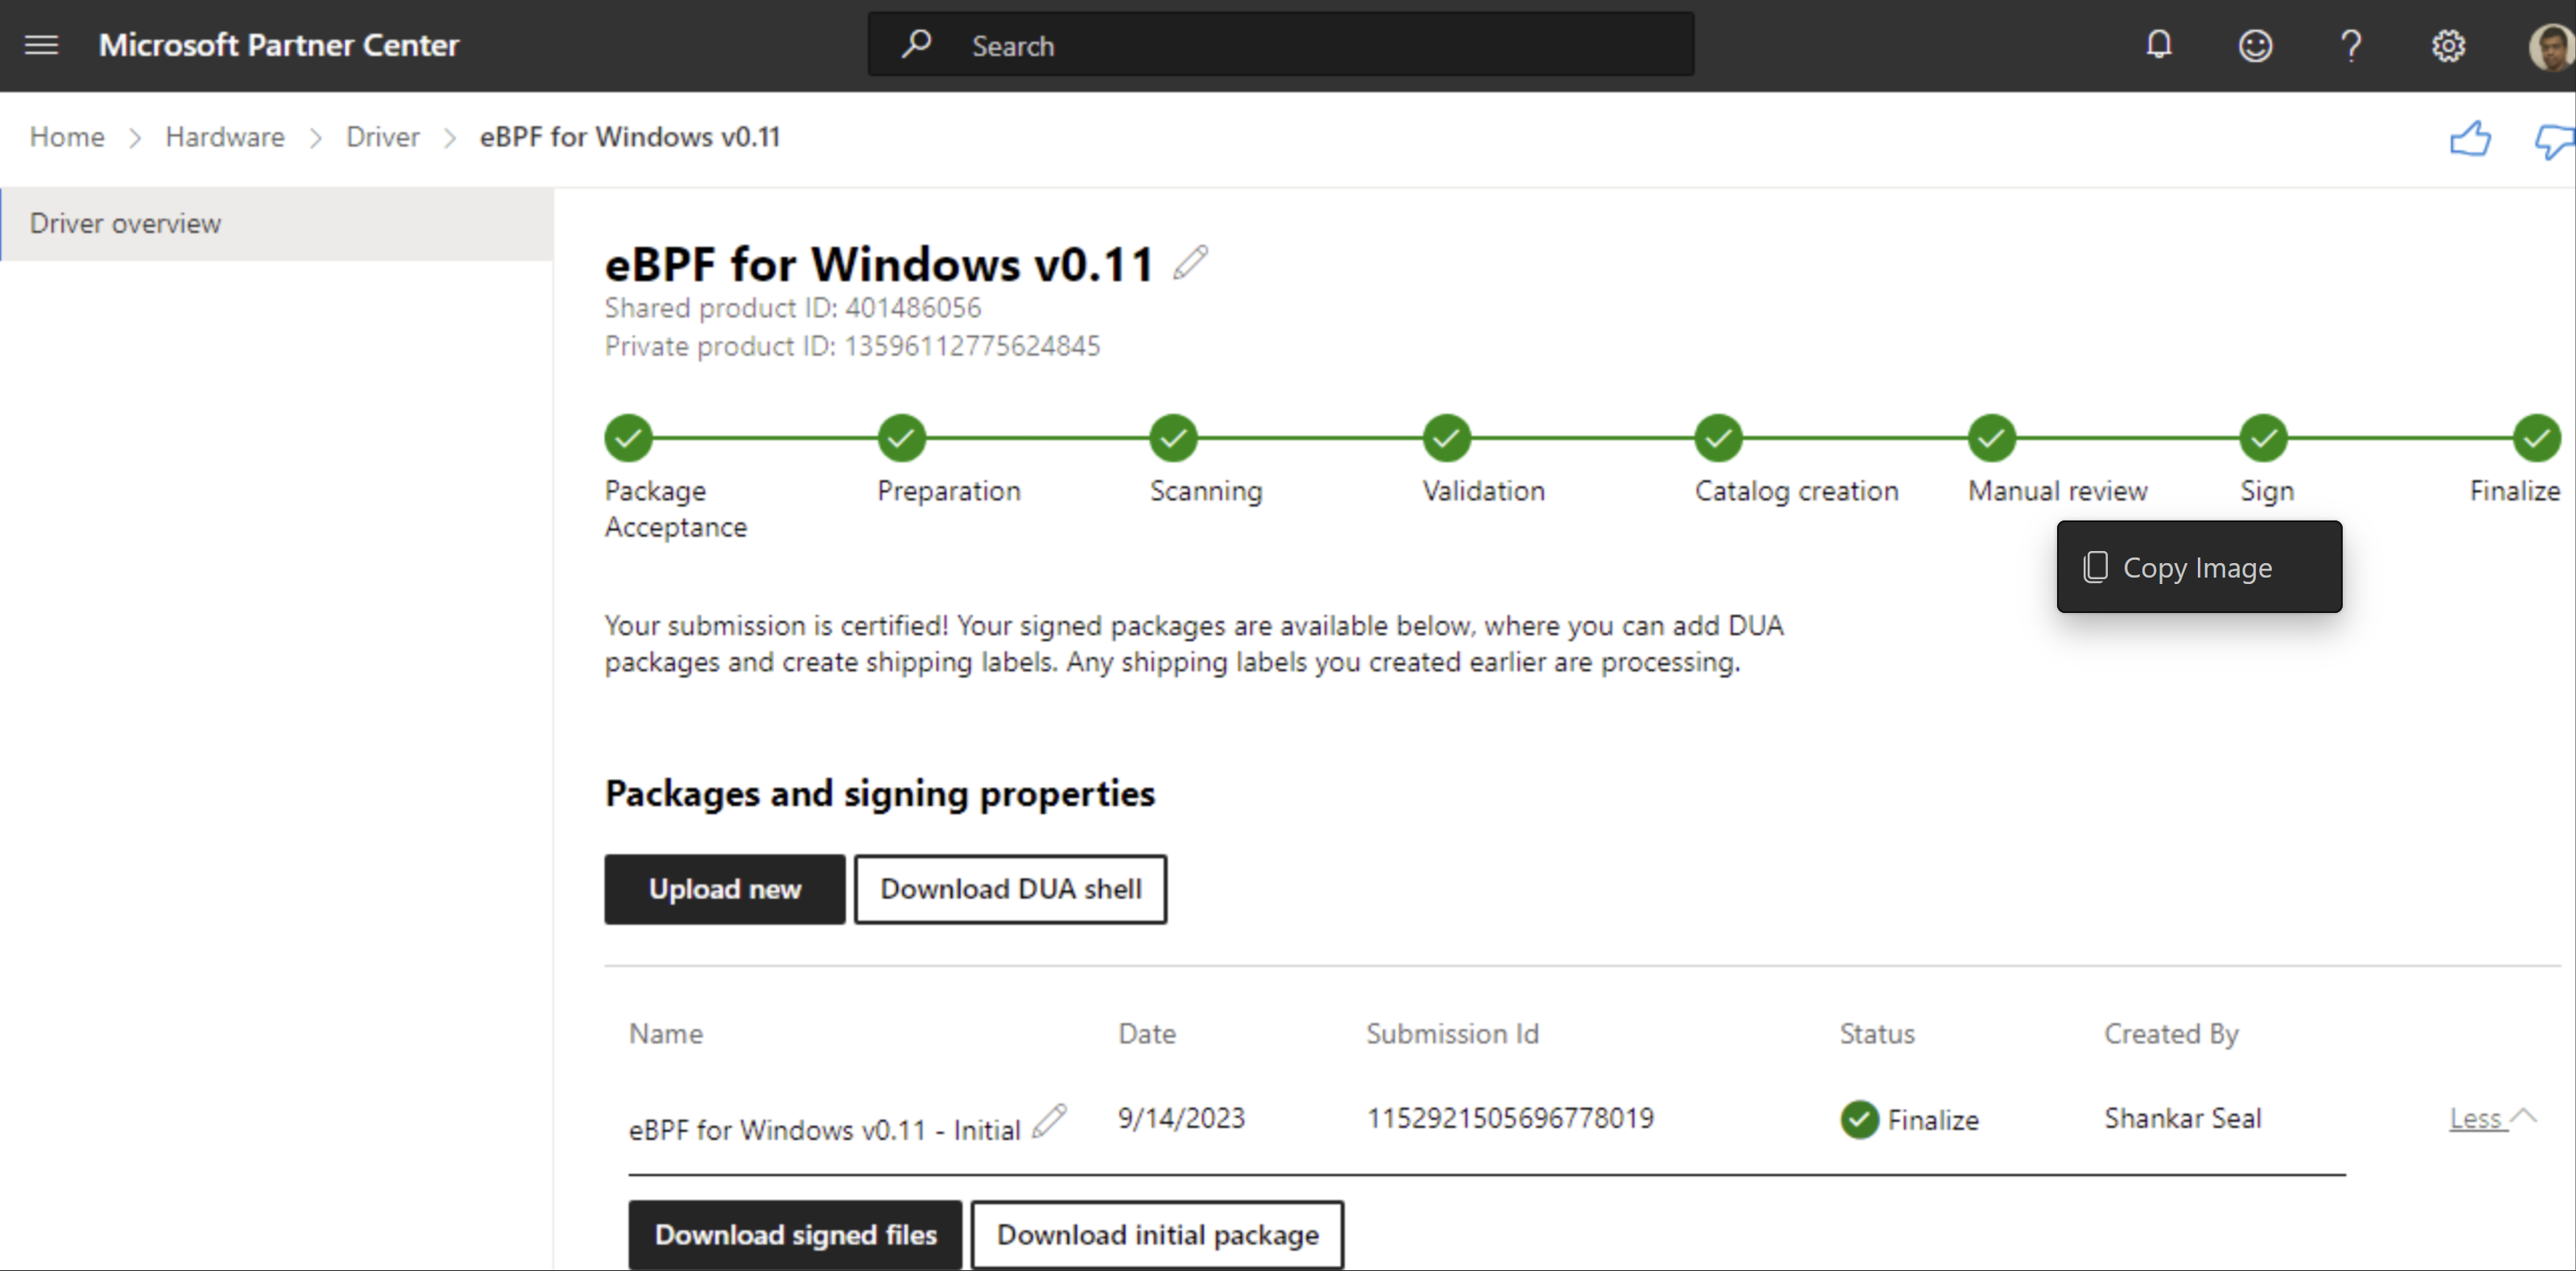 Microsoft Partner Center
Search
Home > Hardware > Driver > eBPF for Windows v0.11
Driver overview
eBPF for Windows v0.11
Shared product ID: 401486056
Private product ID: 13596112775624845
Package Acceptance
Preparation
Scanning
Validation
Catalog creation
Manual review
Sign
Finalize
Copy Image
Your submission is certified! Your signed packages are available below, where you can add DUA
packages and create shipping labels. Any shipping labels you created earlier are processing.
Packages and signing properties
Upload new Download DUA shell
Name Date Submission Id Status Created By
eBPF for Windows v0.11 - Initial 9/14/2023 1152921505696778019 Finalize Shankar Seal Less
Download signed files Download initial package